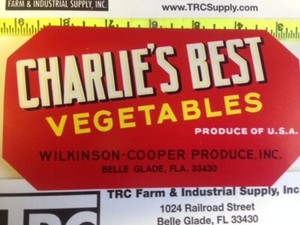 FARM & INDUSTRIAL SUPPLY, INC.
www.TRCSupply.com
CHARLIE'S BEST
VEGETABLES
PRODUCE OF U.S.A.
WILKINSON-COOPER PRODUCE, INC.
BELLE GLADE, FLA. 33430
TRC Farm & Industrial Supply, Inc
1024 Railroad Street
Belle Glade, FL 33430